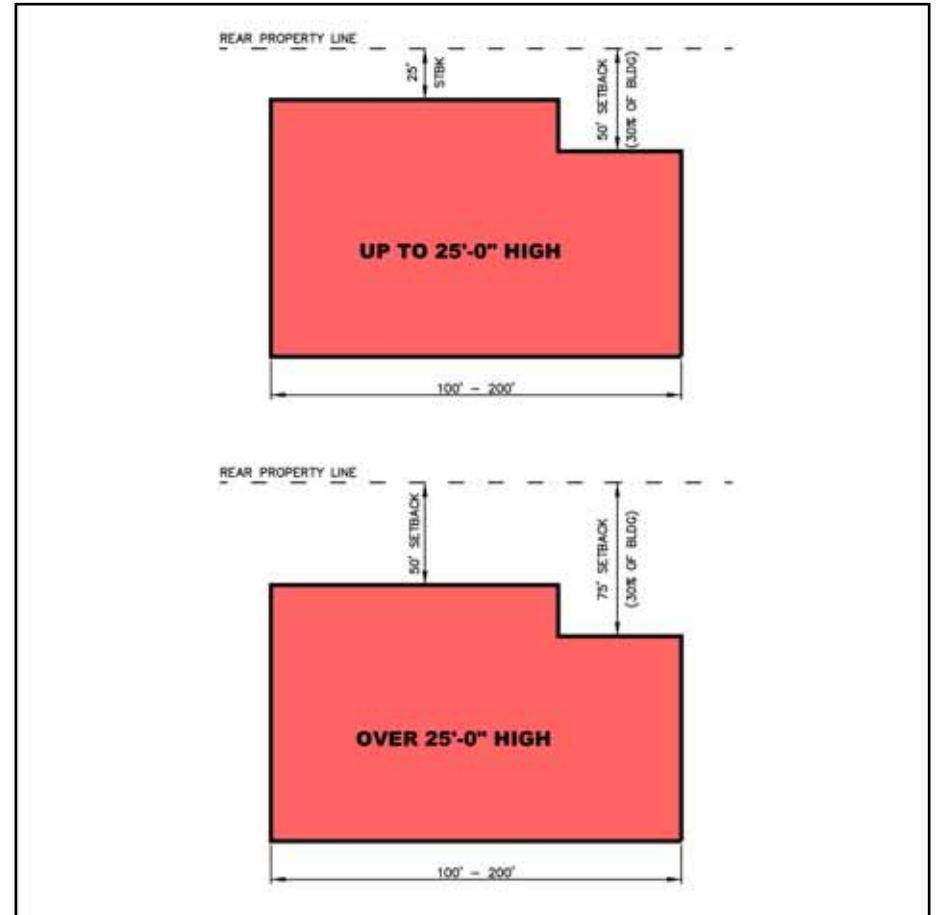 REAR PROPERTY LINE
25'
STBK
50' SETBACK
(30% OF BLDG)
UP TO 25'-0" HIGH
100' - 200'
REAR PROPERTY LINE
50' SETBACK
75' SETBACK
(30% OF BLDG)
OVER 25'-0" HIGH
100' - 200'